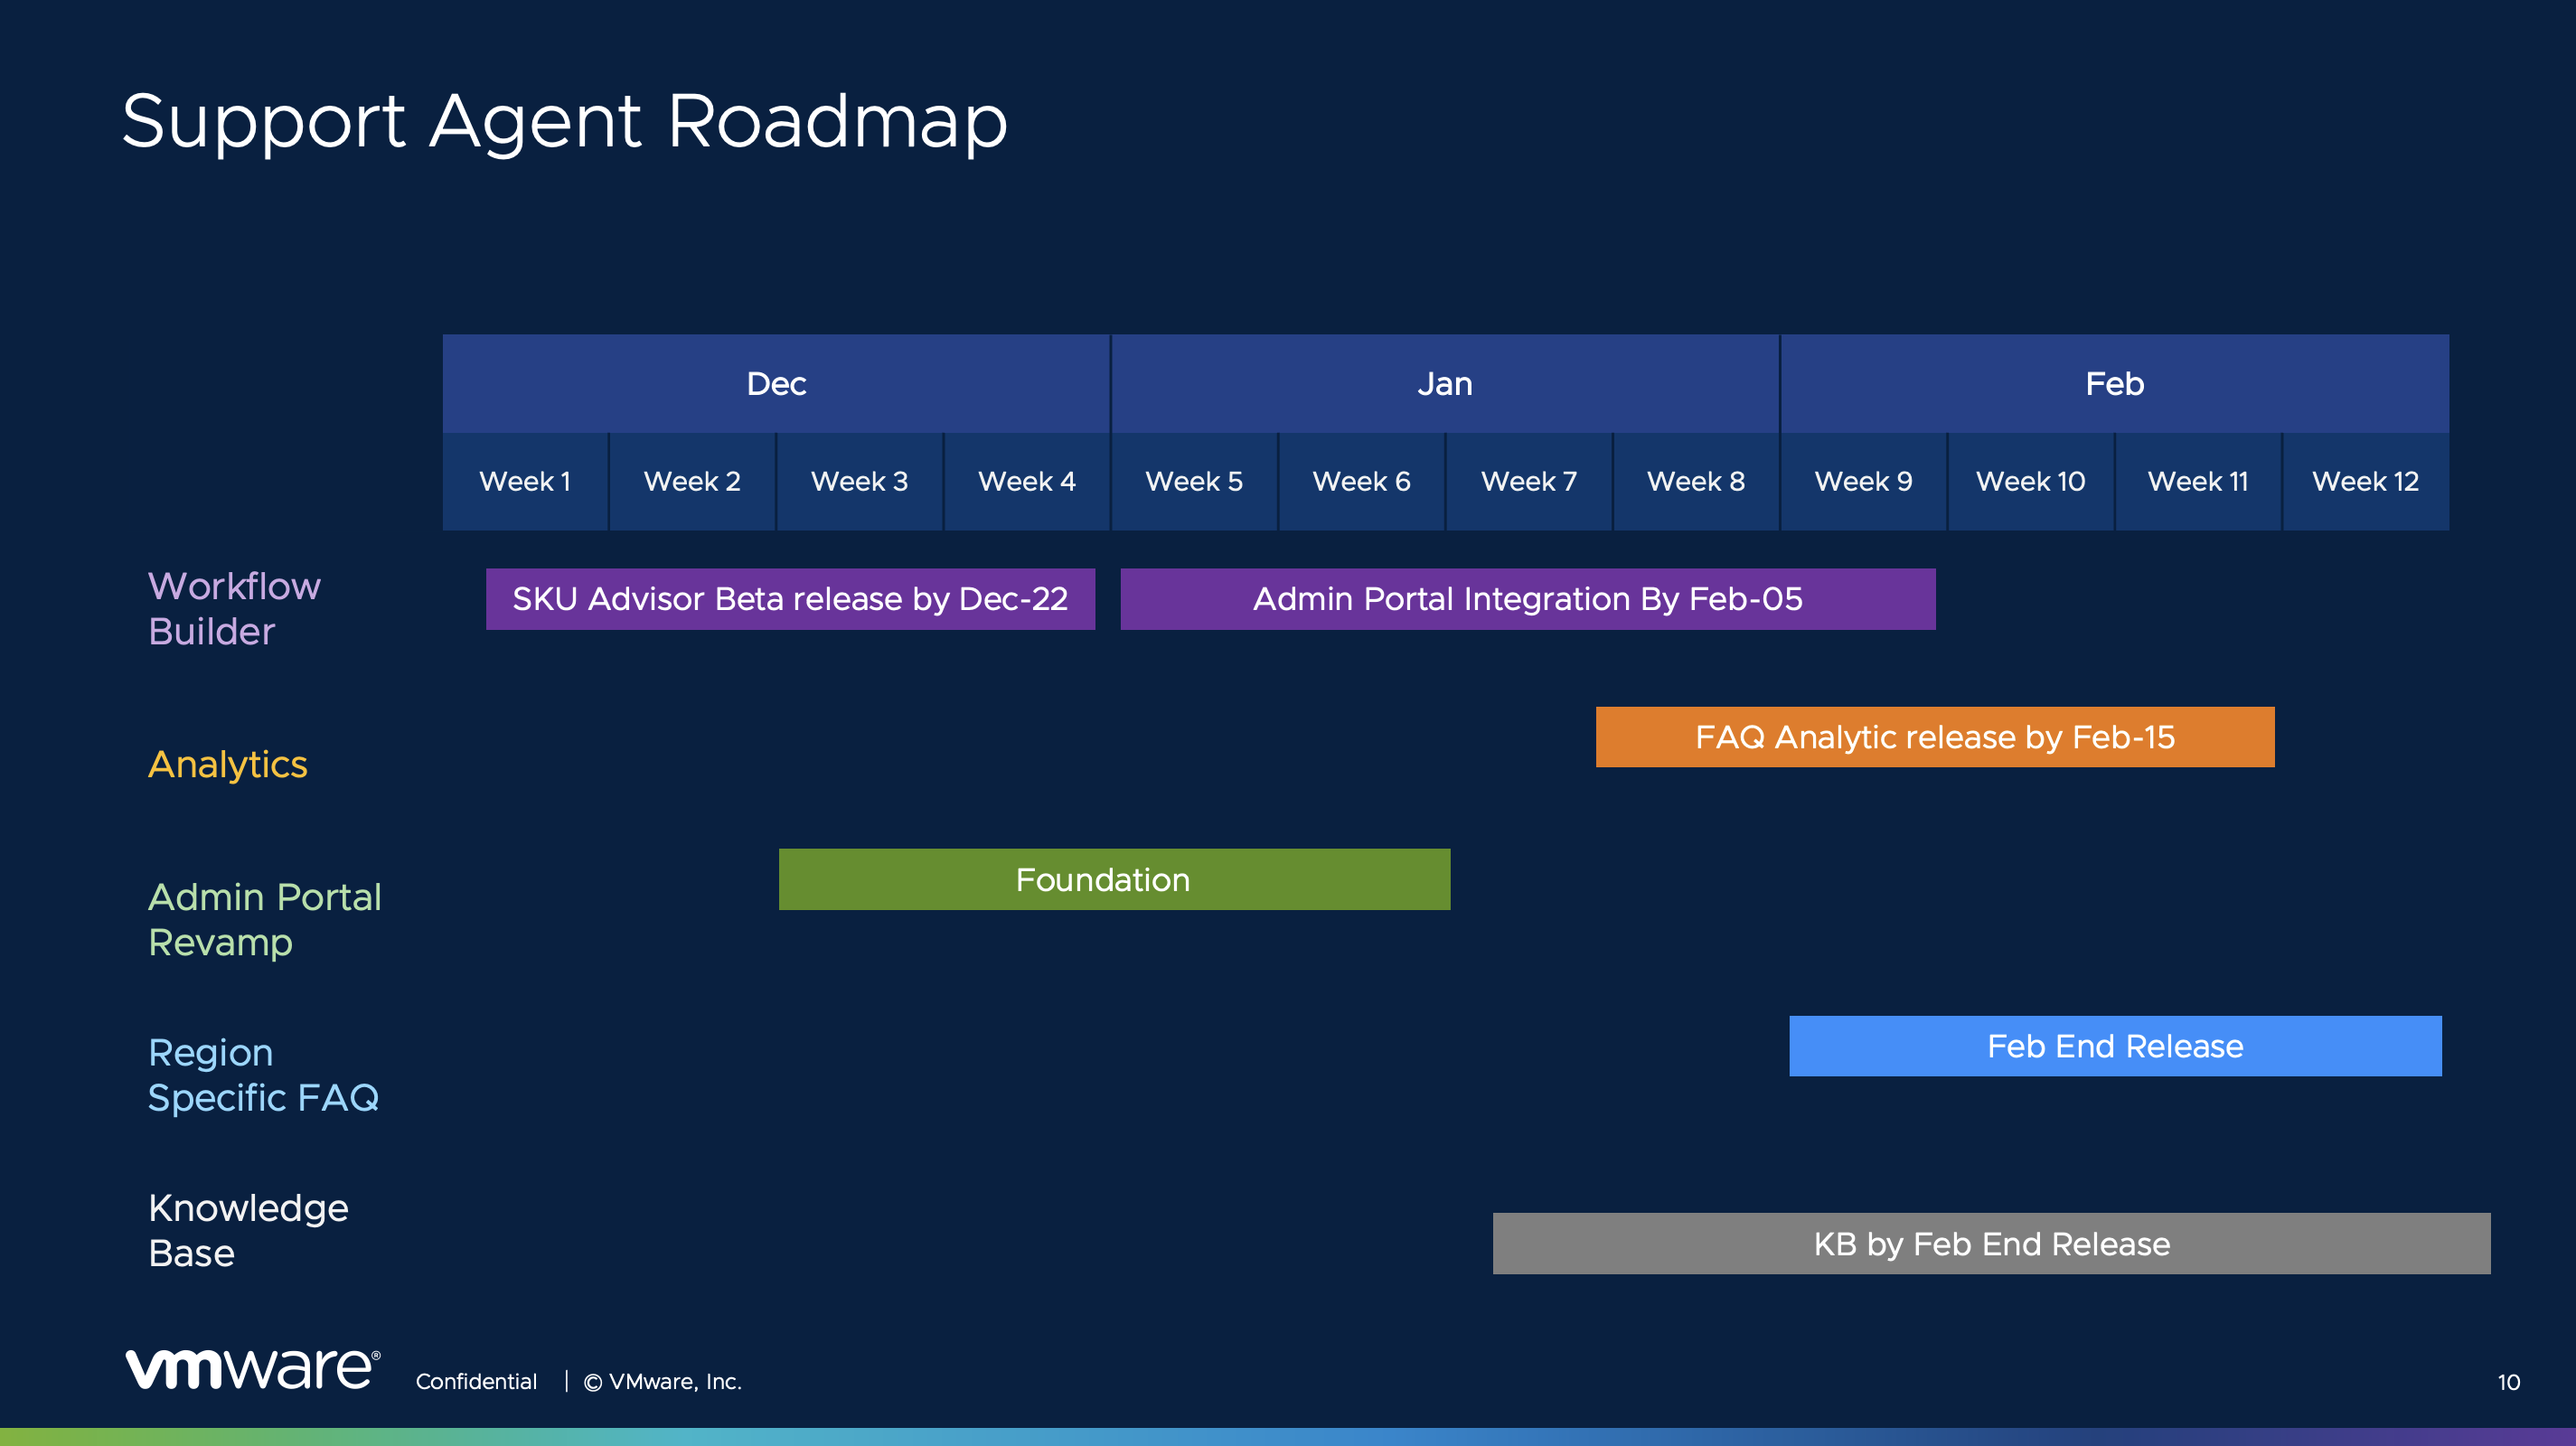 Support Agent Roadmap
Dec Jan Feb
Week 1 Week 2 Week 3 Week 4 Week 5 Week 6 Week 7 Week 8 Week 9 Week 10 Week 11 Week 12
Workflow
Builder
SKU Advisor Beta release by Dec-22
Admin Portal Integration By Feb-05
Analytics
FAQ Analytic release by Feb-15
Admin Portal
Revamp
Foundation
Region
Specific FAQ
Feb End Release
Knowledge
Base
KB by Feb End Release
vmware®
Confidential | © VMware, Inc.
10